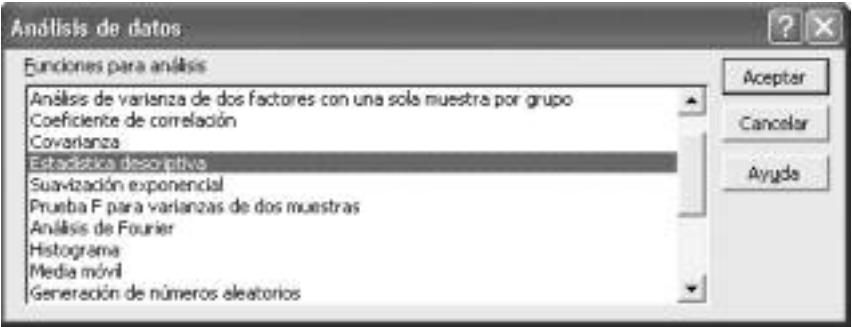 Análisis de datos
Funciones para análisis
Análisis de varianza de dos factores con una sola muestra por grupo
Coeficiente de correlación
Covarianza
Estadística descriptiva
Suavización exponencial
Prueba F para varianzas de dos muestras
Análisis de Fourier
Histograma
Media móvil
Generación de números aleatorios
Aceptar
Cancelar
Ayuda